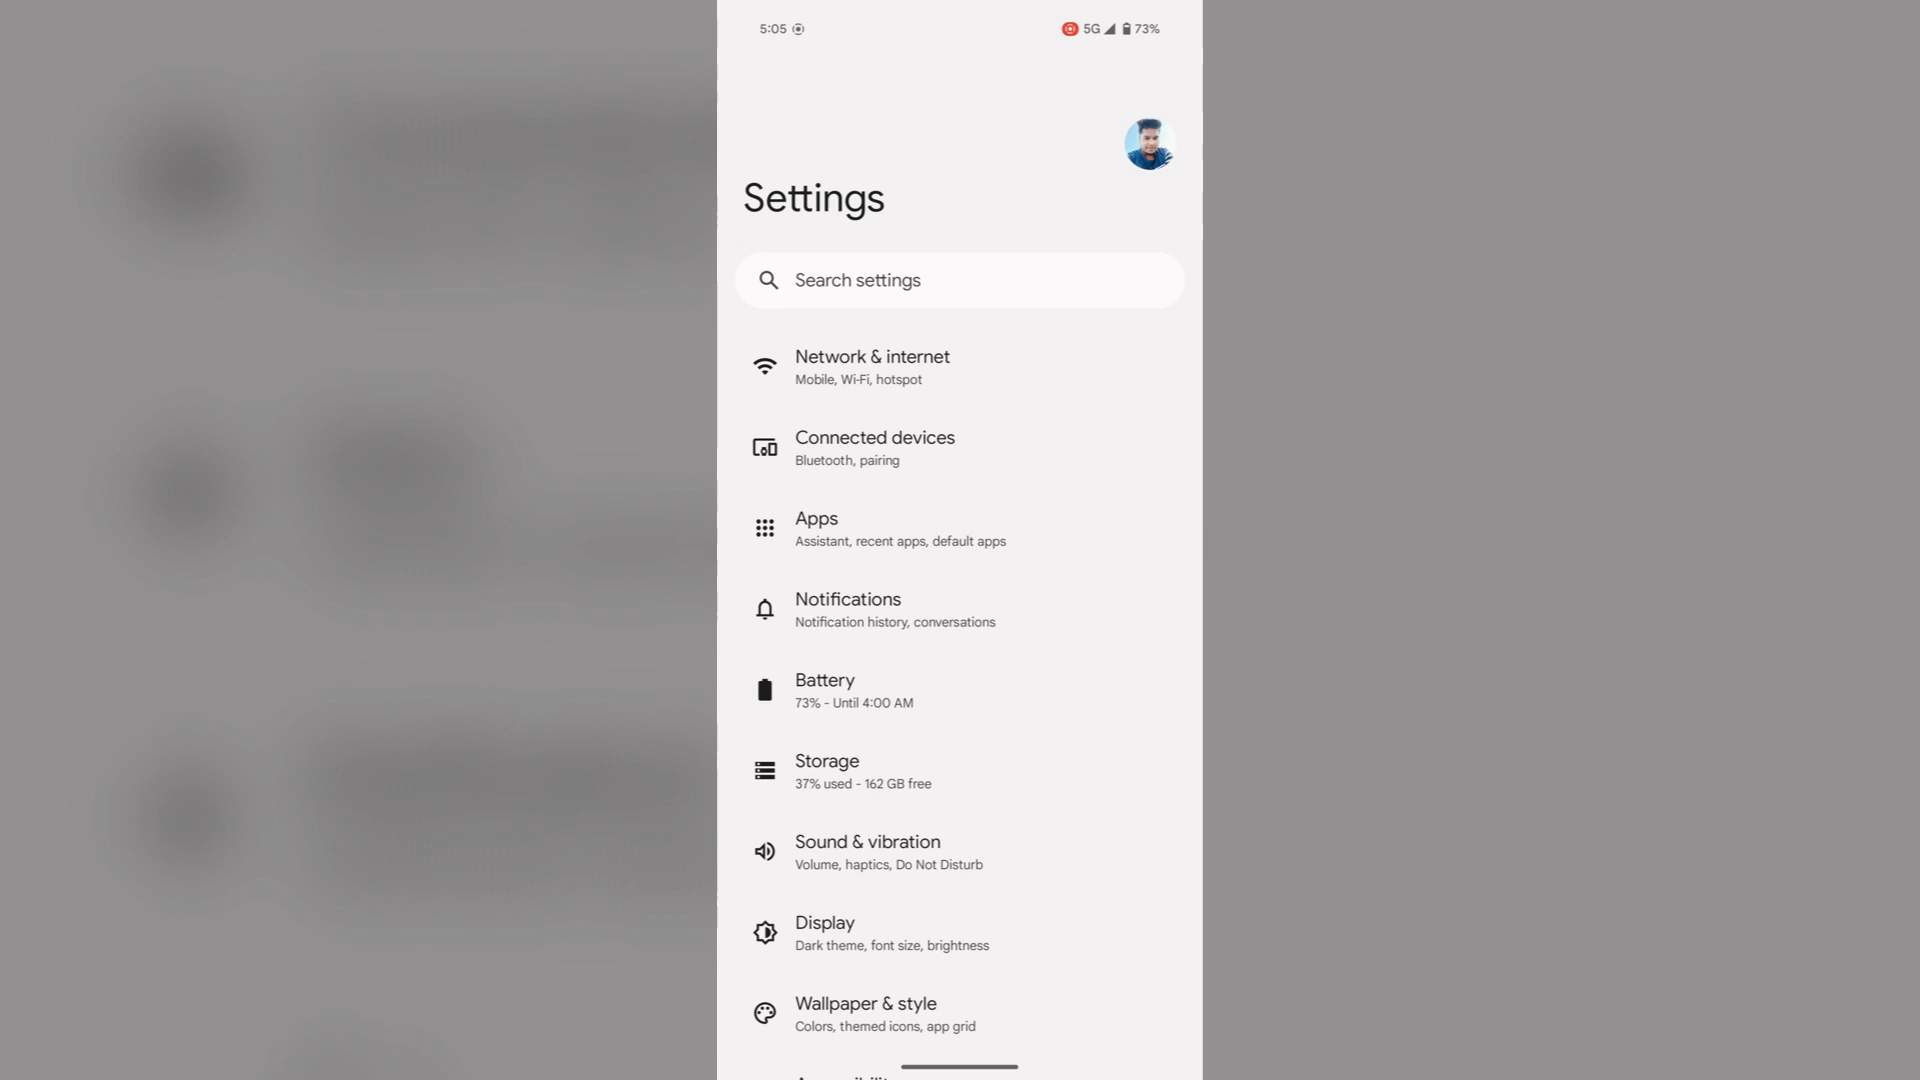 5:05
5G 73%
Settings
Search settings
Network & internet
Mobile, Wi-Fi, hotspot
Connected devices
Bluetooth, pairing
Apps
Assistant, recent apps, default apps
Notifications
Notification history, conversations
Battery
73% - Until 4:00 AM
Storage
37% used - 162 GB free
Sound & vibration
Volume, haptics, Do Not Disturb
Display
Dark theme, font size, brightness
Wallpaper & style
Colors, themed icons, app grid